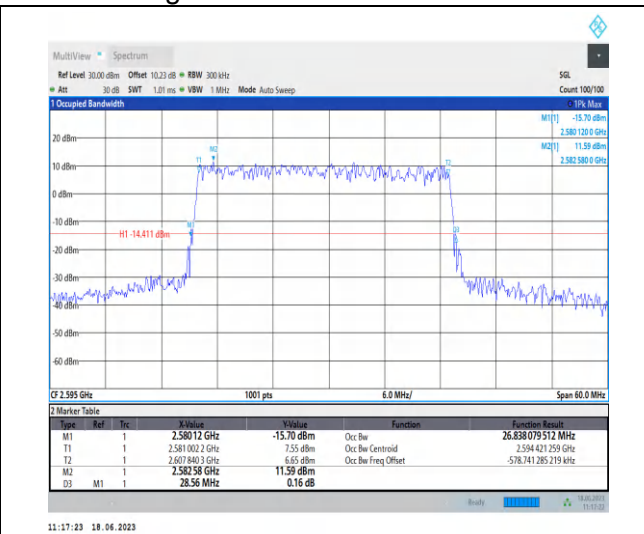 MultiView Spectrum
Ref Level 30.00 dBm Offset 10.23 dB RBW 300 kHz SGL
Att 30 dB SWT 1.01 ms VBW 1 MHz Mode Auto Sweep Count 100/100
1 Occupied Bandwidth 1Pk Max
M1[1] -15.70 dBm
2.580 120 0 GHz
M2[1] 11.59 dBm
2.582 580 0 GHz
20 dBm
M2
T1 T2
10 dBm
0 dBm
-10 dBm
M1 D3
H1 -14.411 dBm
-20 dBm
-30 dBm
-40 dBm
-50 dBm
-60 dBm
CF 2.595 GHz 1001 pts 6.0 MHz/ Span 60.0 MHz
2 Marker Table
Type Ref Trc X-Value Y-Value Function Function Result
M1 1 2.58012 GHz -15.70 dBm Occ Bw 26.838 079 512 MHz
T1 1 2.581 002 2 GHz 7.55 dBm Occ Bw Centroid 2.594 421 259 GHz
T2 1 2.607 840 3 GHz 6.65 dBm Occ Bw Freq Offset -578.741 285 219 kHz
M2 1 2.582 58 GHz 11.59 dBm
D3 M1 1 28.56 MHz 0.16 dB
Ready 18.06.2023
11:17:23
11:17:23 18.06.2023